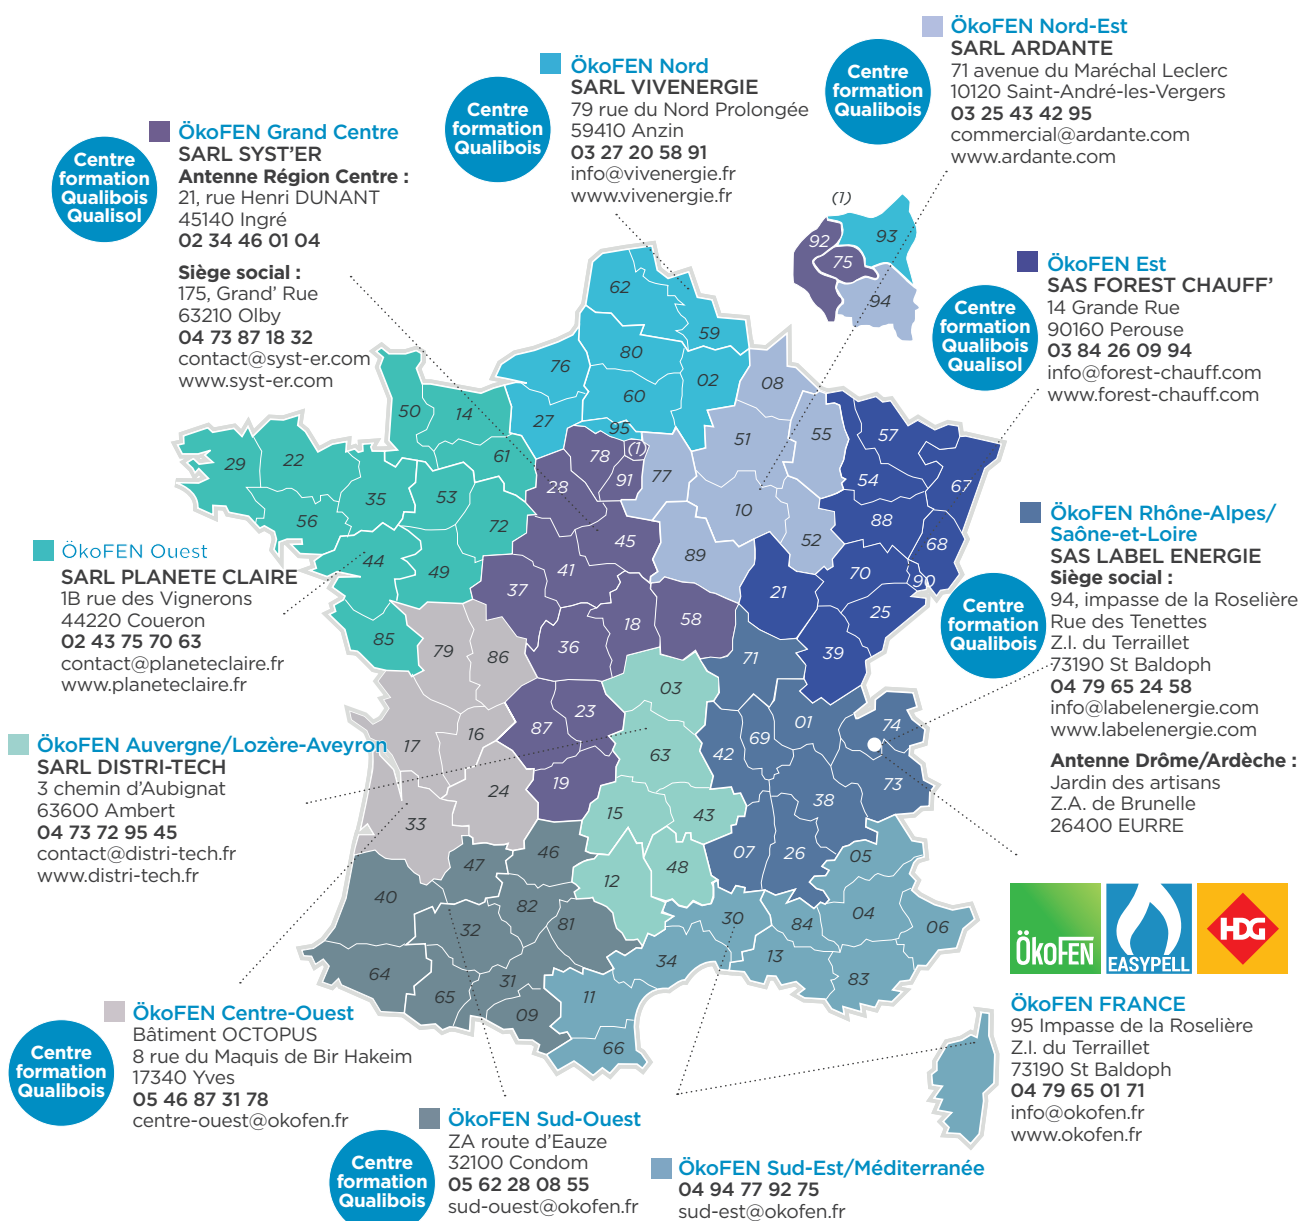 ÖkoFEN Nord-Est
SARL ARDANTE
71 avenue du Maréchal Leclerc
10120 Saint-André-les-Vergers
03 25 43 42 95
commercial@ardante.com
www.ardante.com
Centre
formation
Qualibois
ÖkoFEN Nord
SARL VIVENERGIE
79 rue du Nord Prolongée
59410 Anzin
03 27 20 58 91
info@vivenergie.fr
www.vivenergie.fr
Centre
formation
Qualibois
ÖkoFEN Grand Centre
SARL SYST'ER
Antenne Région Centre :
21, rue Henri DUNANT
45140 Ingré
02 34 46 01 04
Siège social :
175, Grand' Rue
63210 Olby
04 73 87 18 32
contact@syst-er.com
www.syst-er.com
Centre
formation
Qualibois
Qualisol
(1)
92
93
75
94
ÖkoFEN Est
SAS FOREST CHAUFF'
14 Grande Rue
90160 Perouse
03 84 26 09 94
info@forest-chauff.com
www.forest-chauff.com
Centre
formation
Qualibois
Qualisol
62
59
80
76
02
08
60
50
14
27
95
51
55
57
61
78
(1)
77
29
22
91
28
54
67
35
53
56
72
10
88
45
52
68
44
49
89
41
70
90
37
21
25
18
58
85
79
86
36
39
71
03
23
87
16
17
01
74
69
42
63
19
24
73
38
15
43
33
07
26
05
46
47
48
12
40
82
30
84
04
06
32
81
34
13
64
31
83
65
11
09
66
ÖkoFEN Ouest
SARL PLANETE CLAIRE
1B rue des Vignerons
44220 Coueron
02 43 75 70 63
contact@planeteclaire.fr
www.planeteclaire.fr
ÖkoFEN Rhône-Alpes/
Saône-et-Loire
SAS LABEL ENERGIE
Siège social :
94, impasse de la Roselière
Rue des Tenettes
Z.I. du Terraillet
73190 St Baldoph
04 79 65 24 58
info@labelenergie.com
www.labelenergie.com
Antenne Drôme/Ardèche :
Jardin des artisans
Z.A. de Brunelle
26400 EURRE
Centre
formation
Qualibois
ÖkoFEN Auvergne/Lozère-Aveyron
SARL DISTRI-TECH
3 chemin d'Aubignat
63600 Ambert
04 73 72 95 45
contact@distri-tech.fr
www.distri-tech.fr
ÖkoFEN
EASYPELL
HDG
ÖkoFEN FRANCE
95 Impasse de la Roselière
Z.I. du Terraillet
73190 St Baldoph
04 79 65 01 71
info@okofen.fr
www.okofen.fr
ÖkoFEN Centre-Ouest
Bâtiment OCTOPUS
8 rue du Maquis de Bir Hakeim
17340 Yves
05 46 87 31 78
centre-ouest@okofen.fr
Centre
formation
Qualibois
ÖkoFEN Sud-Ouest
ZA route d'Eauze
32100 Condom
05 62 28 08 55
sud-ouest@okofen.fr
Centre
formation
Qualibois
ÖkoFEN Sud-Est/Méditerranée
04 94 77 92 75
sud-est@okofen.fr